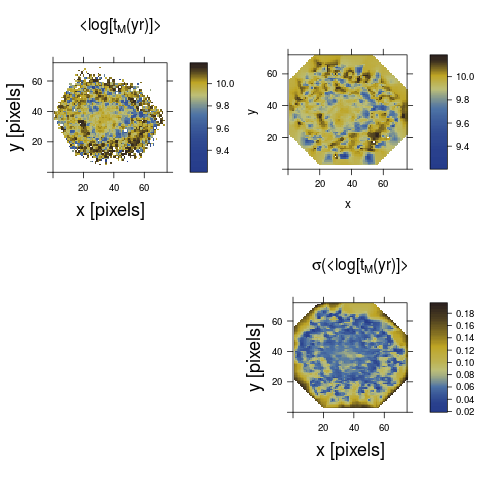 <log[tM(yr)]>
y [pixels]
60
40
20
20 40 60
x [pixels]
10.0
9.8
9.6
9.4
y
60
40
20
20 40 60
x
10.0
9.8
9.6
9.4
σ(<log[tM(yr)]>
y [pixels]
60
40
20
20 40 60
x [pixels]
0.18
0.16
0.14
0.12
0.10
0.08
0.06
0.04
0.02